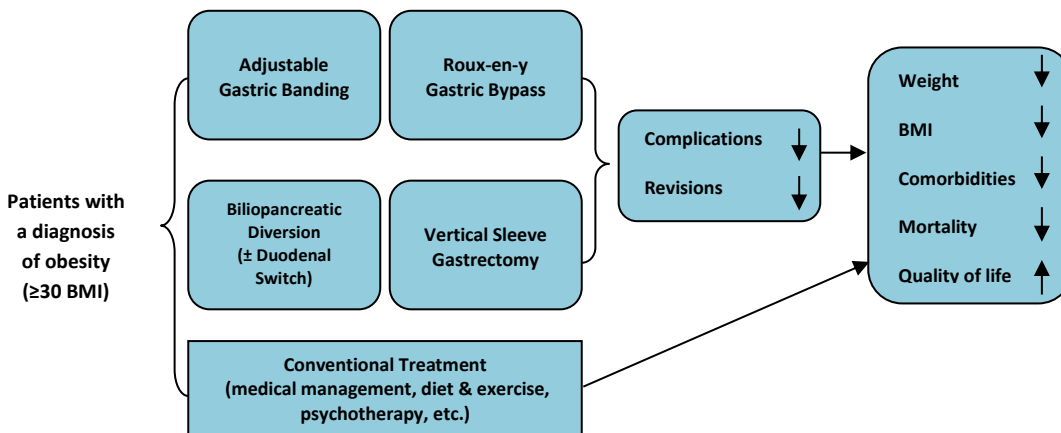 Patients with
a diagnosis
of obesity
(≥30 BMI)
Adjustable
Gastric Banding
Roux-en-y
Gastric Bypass
Biliopancreatic
Diversion
(± Duodenal
Switch)
Vertical Sleeve
Gastrectomy
Conventional Treatment
(medical management, diet & exercise,
psychotherapy, etc.)
Complications
Revisions
Weight
BMI
Comorbidities
Mortality
Quality of life